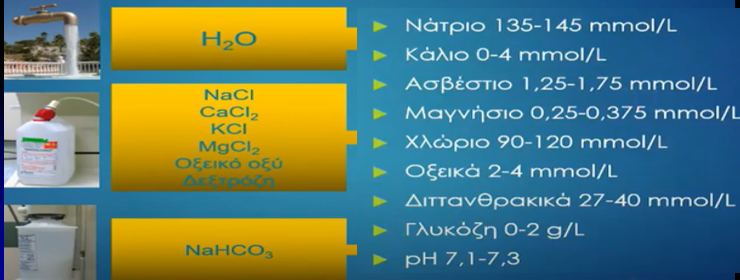 H₂O
NaCl
CaCl₂
KCl
MgCl₂
Οξεικό οξύ
Δεξτρόζη
NaHCO₃
Νάτριο 135-145 mmol/L
Κάλιο 0-4 mmol/L
Ασβέστιο 1,25-1,75 mmol/L
Μαγνήσιο 0,25-0,375 mmol/L
Χλώριο 90-120 mmol/L
Οξεικά 2-4 mmol/L
Διττανθρακικά 27-40 mmol/L
Γλυκόζη 0-2 g/L
pH 7,1-7,3